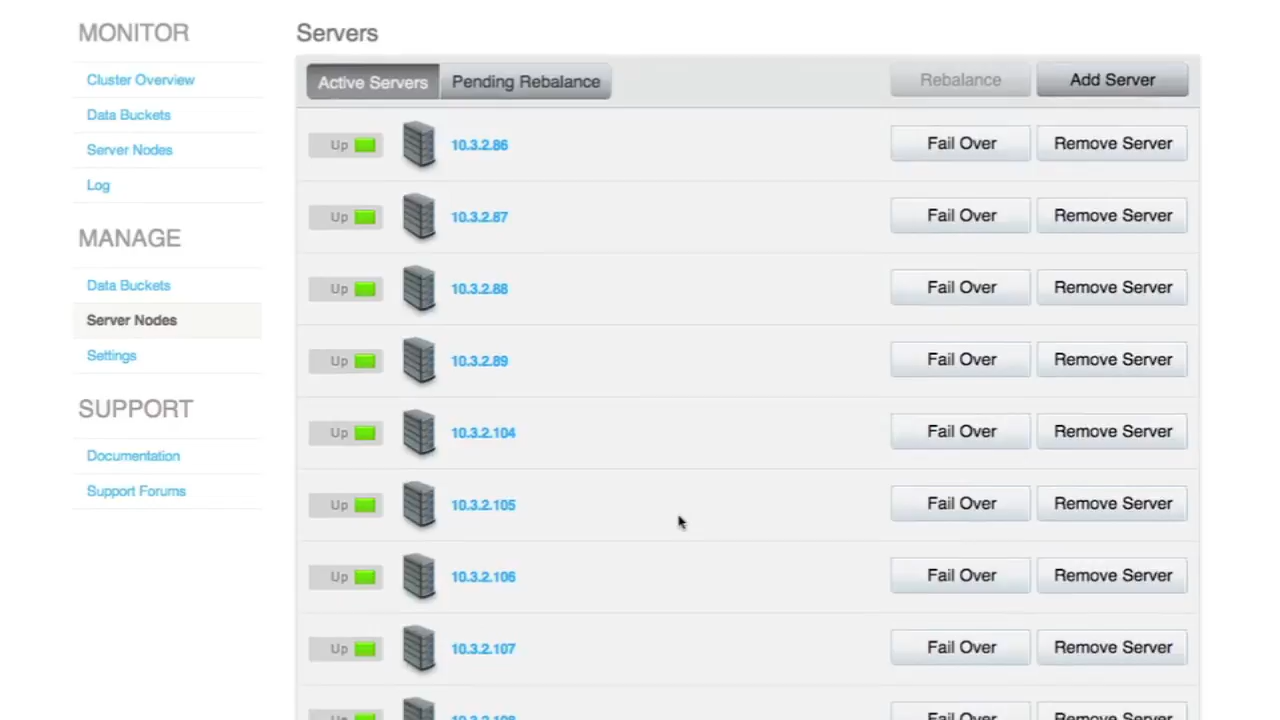 MONITOR
Cluster Overview
Data Buckets
Server Nodes
Log
MANAGE
Data Buckets
Server Nodes
Settings
SUPPORT
Documentation
Support Forums
Servers
Active Servers Pending Rebalance Rebalance Add Server
Up 10.3.2.86 Fail Over Remove Server
Up 10.3.2.87 Fail Over Remove Server
Up 10.3.2.88 Fail Over Remove Server
Up 10.3.2.89 Fail Over Remove Server
Up 10.3.2.104 Fail Over Remove Server
Up 10.3.2.105 Fail Over Remove Server
Up 10.3.2.106 Fail Over Remove Server
Up 10.3.2.107 Fail Over Remove Server
Up Fail Over Remove Server